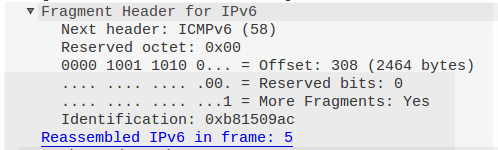 Fragment Header for IPv6
Next header: ICMPv6 (58)
Reserved octet: 0x00
0000 1001 1010 0... = Offset: 308 (2464 bytes)
.... .... .... .00. = Reserved bits: 0
.... .... .... ...1 = More Fragments: Yes
Identification: 0xb81509ac
Reassembled IPv6 in frame: 5